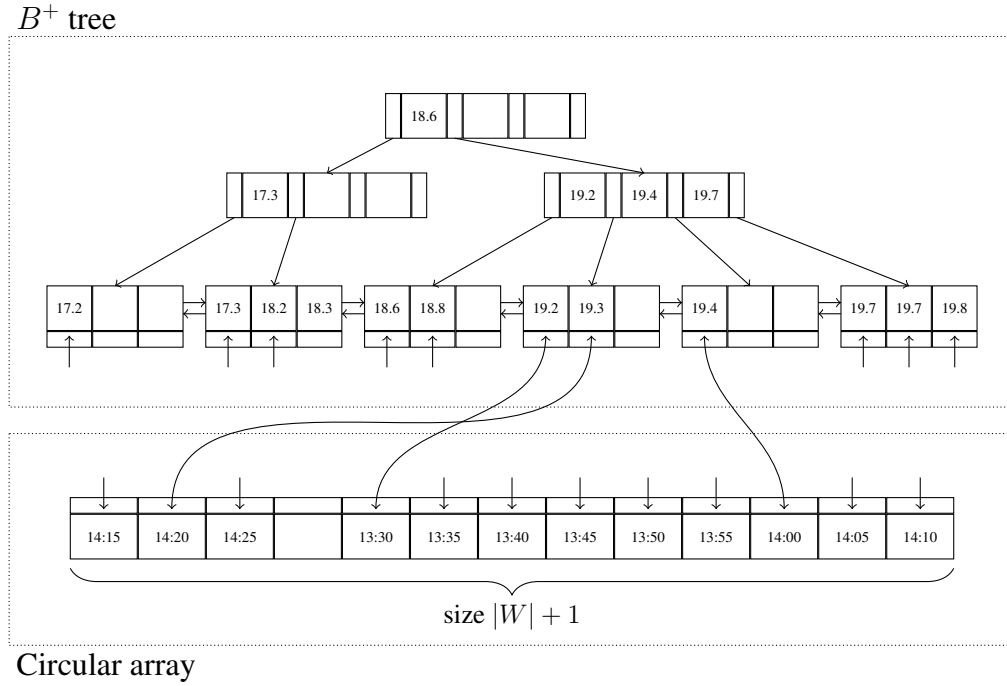 B⁺ tree
18.6
17.3
19.2 19.4 19.7
17.2 17.3 18.2 18.3 18.6 18.8 19.2 19.3 19.4 19.7 19.7 19.8
14:15 14:20 14:25 13:30 13:35 13:40 13:45 13:50 13:55 14:00 14:05 14:10
size |W| + 1
Circular array